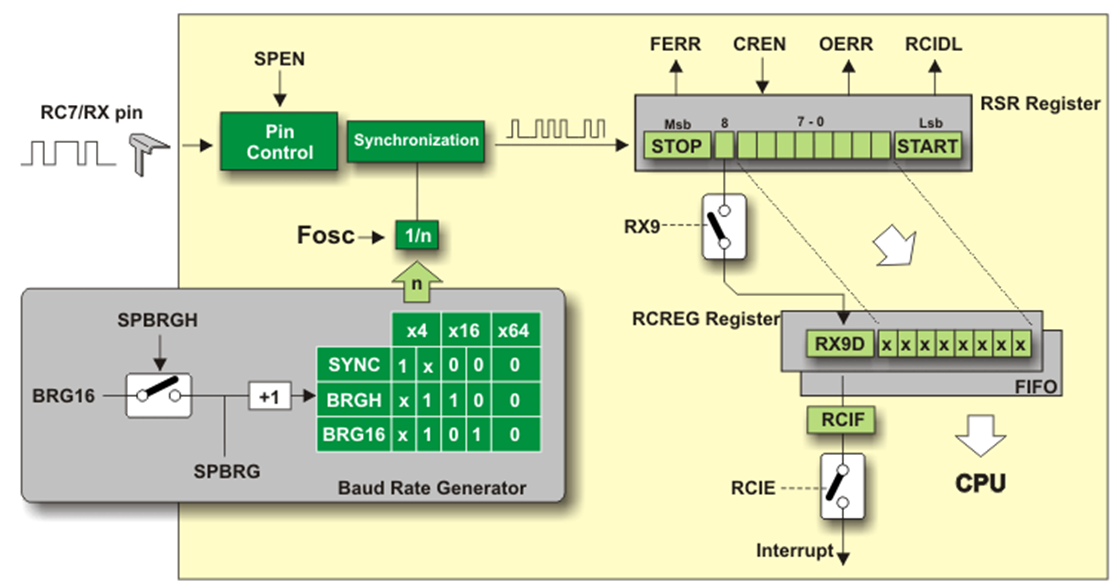 FERR CREN OERR RCIDL
SPEN
RC7/RX pin
RSR Register
Pin
Control
Synchronization
Msb 8 7 - 0 Lsb
STOP START
RX9
Fosc 1/n
n
RCREG Register
RX9D x x x x x x x x
FIFO
SPBRGH
x4 x16 x64
SYNC 1 x 0 0 0
BRG16 +1 BRGH x 1 1 0 0
BRG16 x 1 0 1 0
SPBRG
Baud Rate Generator
RCIF
CPU
RCIE
Interrupt